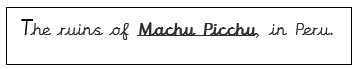 The ruins of Machu Picchu, in Peru.